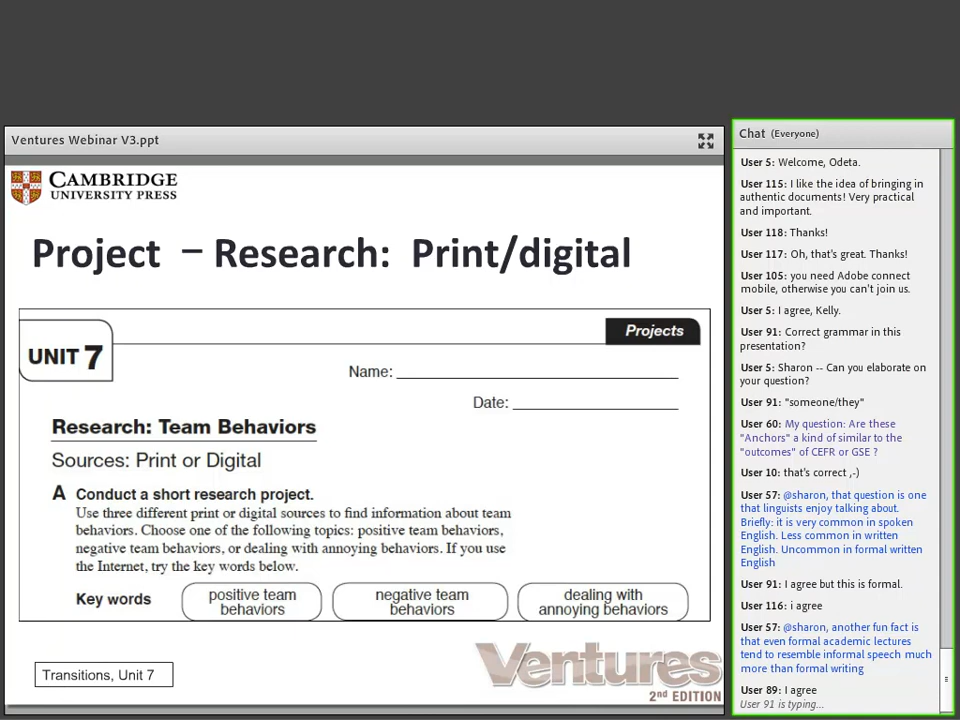 Ventures Webinar V3.ppt
CAMBRIDGE
UNIVERSITY PRESS
Project – Research: Print/digital
UNIT 7
Projects
Name:
Date:
Research: Team Behaviors
Sources: Print or Digital
A Conduct a short research project.
Use three different print or digital sources to find information about team
behaviors. Choose one of the following topics: positive team behaviors,
negative team behaviors, or dealing with annoying behaviors. If you use
the Internet, try the key words below.
Key words
positive team
behaviors
negative team
behaviors
dealing with
annoying behaviors
Transitions, Unit 7
Ventures
2nd EDITION
Chat (Everyone)
User 5: Welcome, Odeta.
User 115: I like the idea of bringing in
authentic documents! Very practical
and important.
User 118: Thanks!
User 117: Oh, that's great. Thanks!
User 105: you need Adobe connect
mobile, otherwise you can't join us.
User 5: I agree, Kelly.
User 91: Correct grammar in this
presentation?
User 5: Sharon -- Can you elaborate on
your question?
User 91: "someone/they"
User 60: My question: Are these
"Anchors" a kind of similar to the
"outcomes" of CEFR or GSE ?
User 10: that's correct ,-)
User 57: @sharon, that question is one
that linguists enjoy talking about.
Briefly: it is very common in spoken
English. Less common in written
English. Uncommon in formal written
English
User 91: I agree but this is formal.
User 116: i agree
User 57: @sharon, another fun fact is
that even formal academic lectures
tend to resemble informal speech much
more than formal writing
User 89: I agree
User 91 is typing...